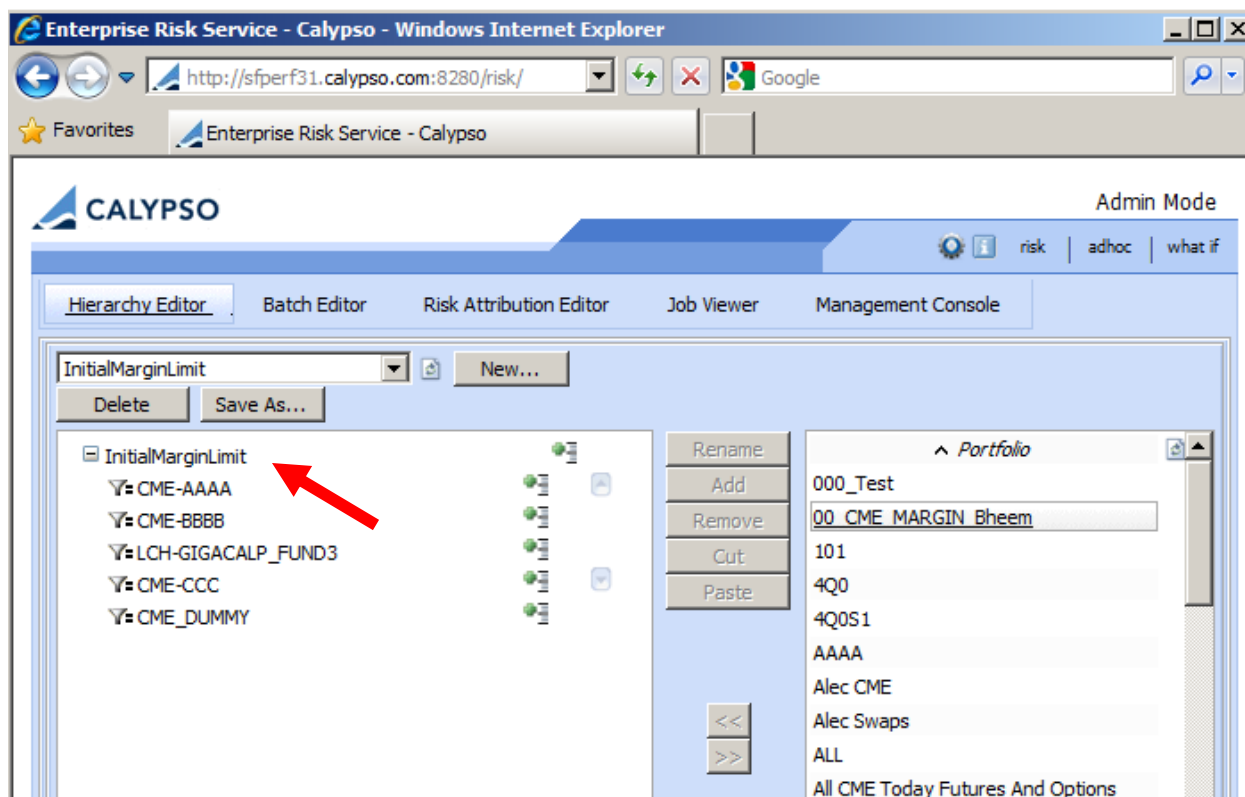 Enterprise Risk Service - Calypso - Windows Internet Explorer
http://sfperf31.calypso.com:8280/risk/
Google
Favorites
Enterprise Risk Service - Calypso
CALYPSO
Admin Mode
risk | adhoc | what if
Hierarchy Editor
Batch Editor
Risk Attribution Editor
Job Viewer
Management Console
InitialMarginLimit
New...
Delete
Save As...
InitialMarginLimit
CME-AAAA
CME-BBBB
LCH-GIGACALP_FUND3
CME-CCC
CME_DUMMY
Rename
Add
Remove
Cut
Paste
<<
>>
Portfolio
000_Test
00_CME_MARGIN_Bheem
101
4Q0
4Q0S1
AAAA
Alec CME
Alec Swaps
ALL
All CME Today Futures And Options